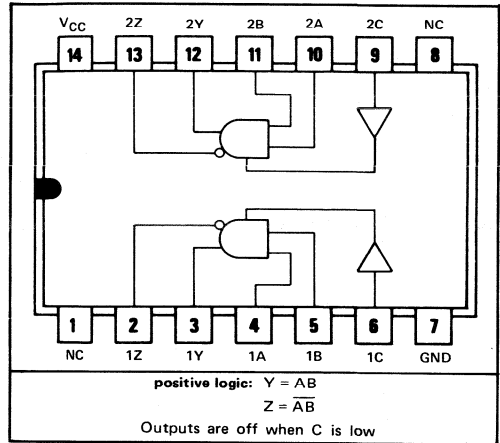 VCC 2Z 2Y 2B 2A 2C NC
14 13 12 11 10 9 8
1 2 3 4 5 6 7
NC 1Z 1Y 1A 1B 1C GND
positive logic: Y = AB
Z = \overline{AB}
Outputs are off when C is low